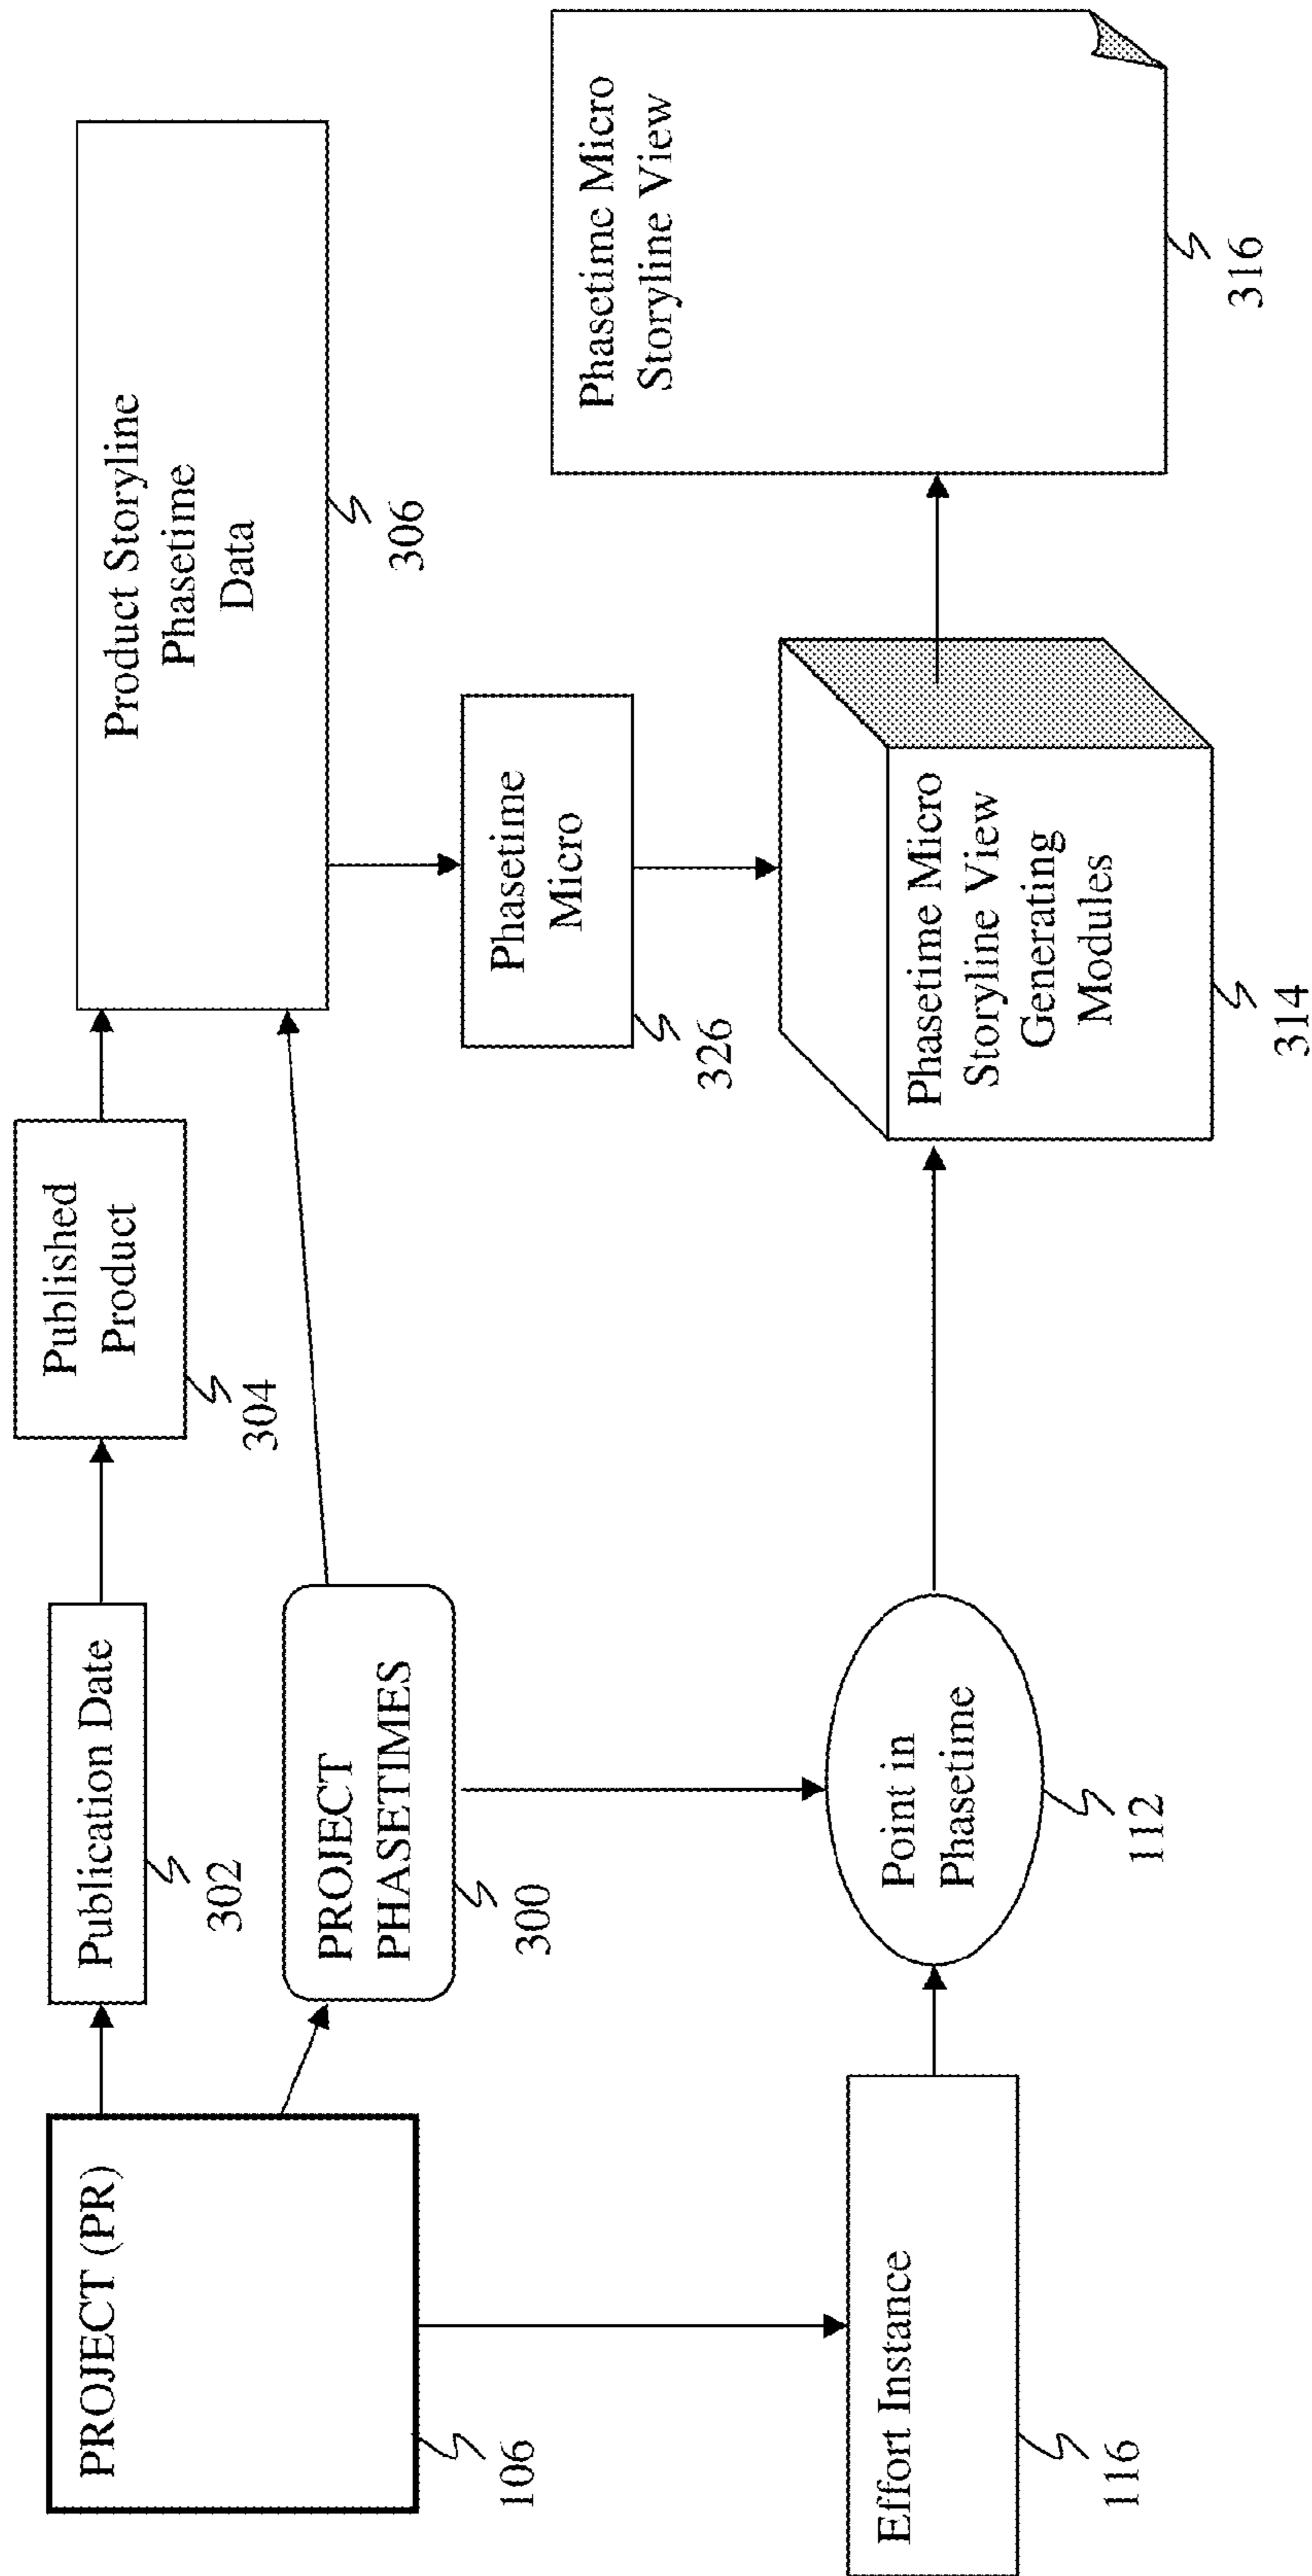 PROJECT (PR)
106
Publication Date
302
Published
Product
304
Product Storyline
Phasetime
Data
306
PROJECT
PHASETIMES
300
Phasetime
Micro
326
Effort Instance
116
Point in
Phasetime
112
Phasetime Micro
Storyline View
Generating
Modules
314
Phasetime Micro
Storyline View
316